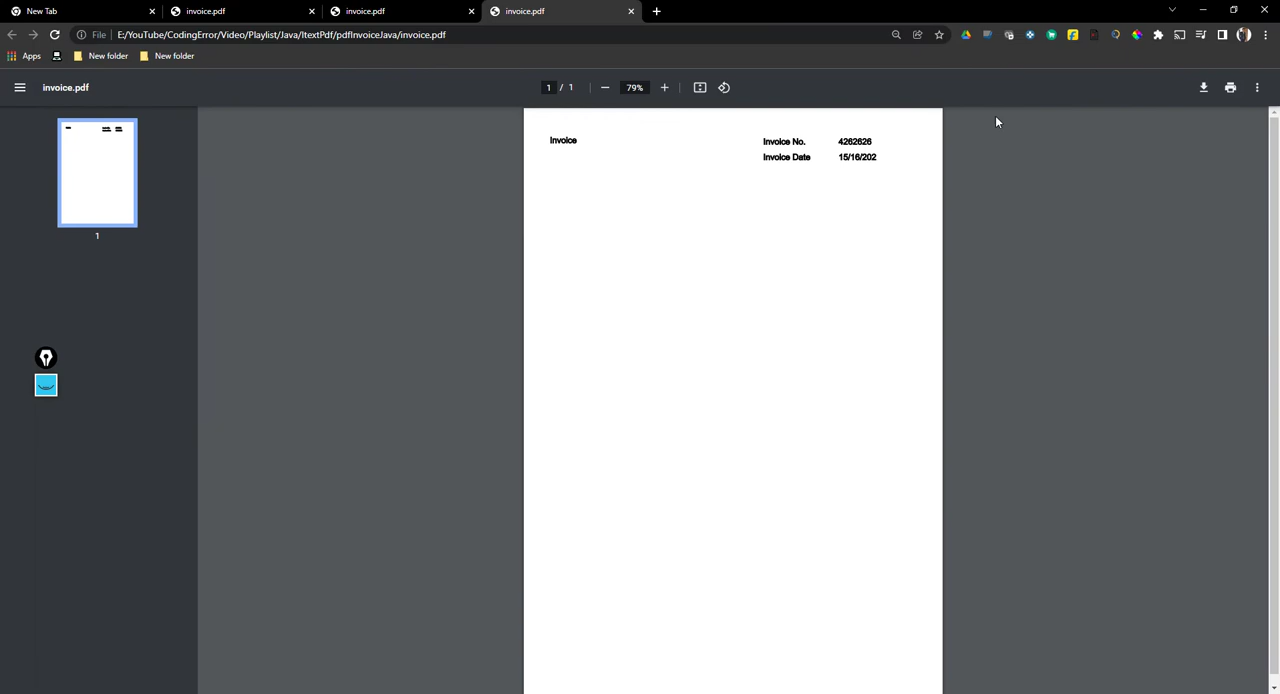 New Tab
invoice.pdf
invoice.pdf
invoice.pdf
File E:/YouTube/CodingError/Video/Playlist/Java/ItextPdf/pdfInvoiceJava/invoice.pdf
Apps
New folder
New folder
invoice.pdf
1 / 1
79%
1
Invoice
Invoice No. 4262626
Invoice Date 15/16/202